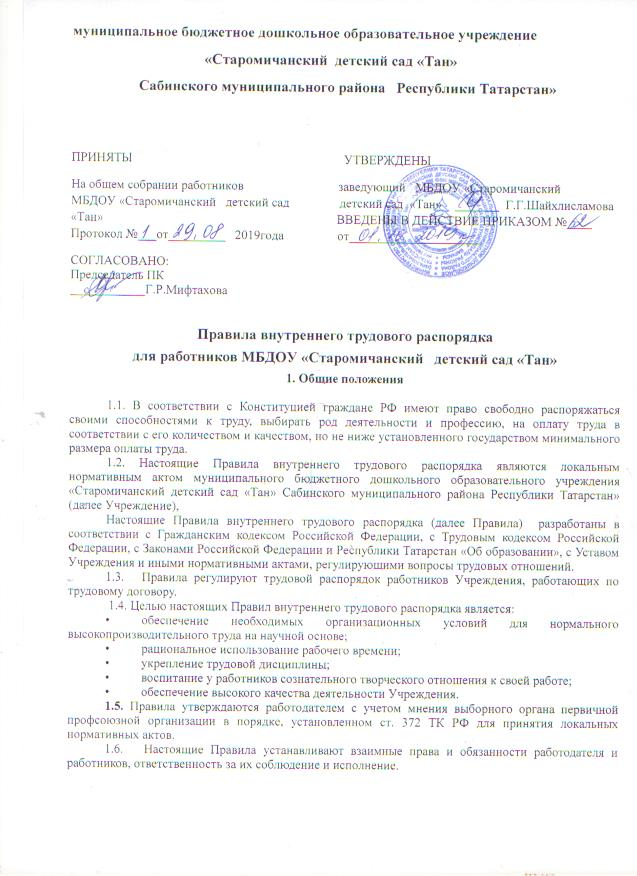 муниципальное бюджетное дошкольное образовательное учреждение
«Старомичанский детский сад «Тан»
Сабинского муниципального района Республики Татарстан»
ПРИНЯТЫ
На общем собрании работников
МБДОУ «Старомичанский детский сад
«Тан»
Протокол № 1 от 29,08 2019года
СОГЛАСОВАНО:
Председатель ПК
Г.Р.Мифтахова
УТВЕРЖДЕНЫ
заведующий МБДОУ «Старомичанский
детский сад «Тан» Г.Г.Шайхлисламова
ВВЕДЕНЫ В ДЕЙСТВИЕ ПРИКАЗОМ № 62
от 01, 2019
Правила внутреннего трудового распорядка
для работников МБДОУ «Старомичанский детский сад «Тан»
1. Общие положения
1.1. В соответствии с Конституцией граждане РФ имеют право свободно распоряжаться
своими способностями к труду, выбирать род деятельности и профессию, на оплату труда в
соответствии с его количеством и качеством, но не ниже установленного государством минимального
размера оплаты труда.
1.2. Настоящие Правила внутреннего трудового распорядка являются локальным
нормативным актом муниципального бюджетного дошкольного образовательного учреждения
«Старомичанский детский сад «Тан» Сабинского муниципального района Республики Татарстан»
(далее Учреждение),
Настоящие Правила внутреннего трудового распорядка (далее Правила) разработаны в
соответствии с Гражданским кодексом Российской Федерации, с Трудовым кодексом Российской
Федерации, с Законами Российской Федерации и Республики Татарстан «Об образовании», с Уставом
Учреждения и иными нормативными актами, регулирующими вопросы трудовых отношений.
1.3. Правила регулируют трудовой распорядок работников Учреждения, работающих по
трудовому договору.
1.4. Целью настоящих Правил внутреннего трудового распорядка является:
• обеспечение необходимых организационных условий для нормального
высокопроизводительного труда на научной основе;
• рациональное использование рабочего времени;
• укрепление трудовой дисциплины;
• воспитание у работников сознательного творческого отношения к своей работе;
• обеспечение высокого качества деятельности Учреждения.
1.5. Правила утверждаются работодателем с учетом мнения выборного органа первичной
профсоюзной организации в порядке, установленном ст. 372 ТК РФ для принятия локальных
нормативных актов.
1.6. Настоящие Правила устанавливают взаимные права и обязанности работодателя и
работников, ответственность за их соблюдение и исполнение.